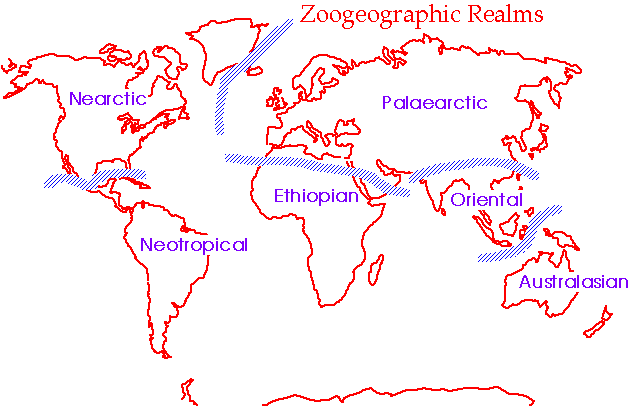 Zoogeographic Realms
Nearctic
Palaearctic
Ethiopian
Oriental
Neotropical
Australasian